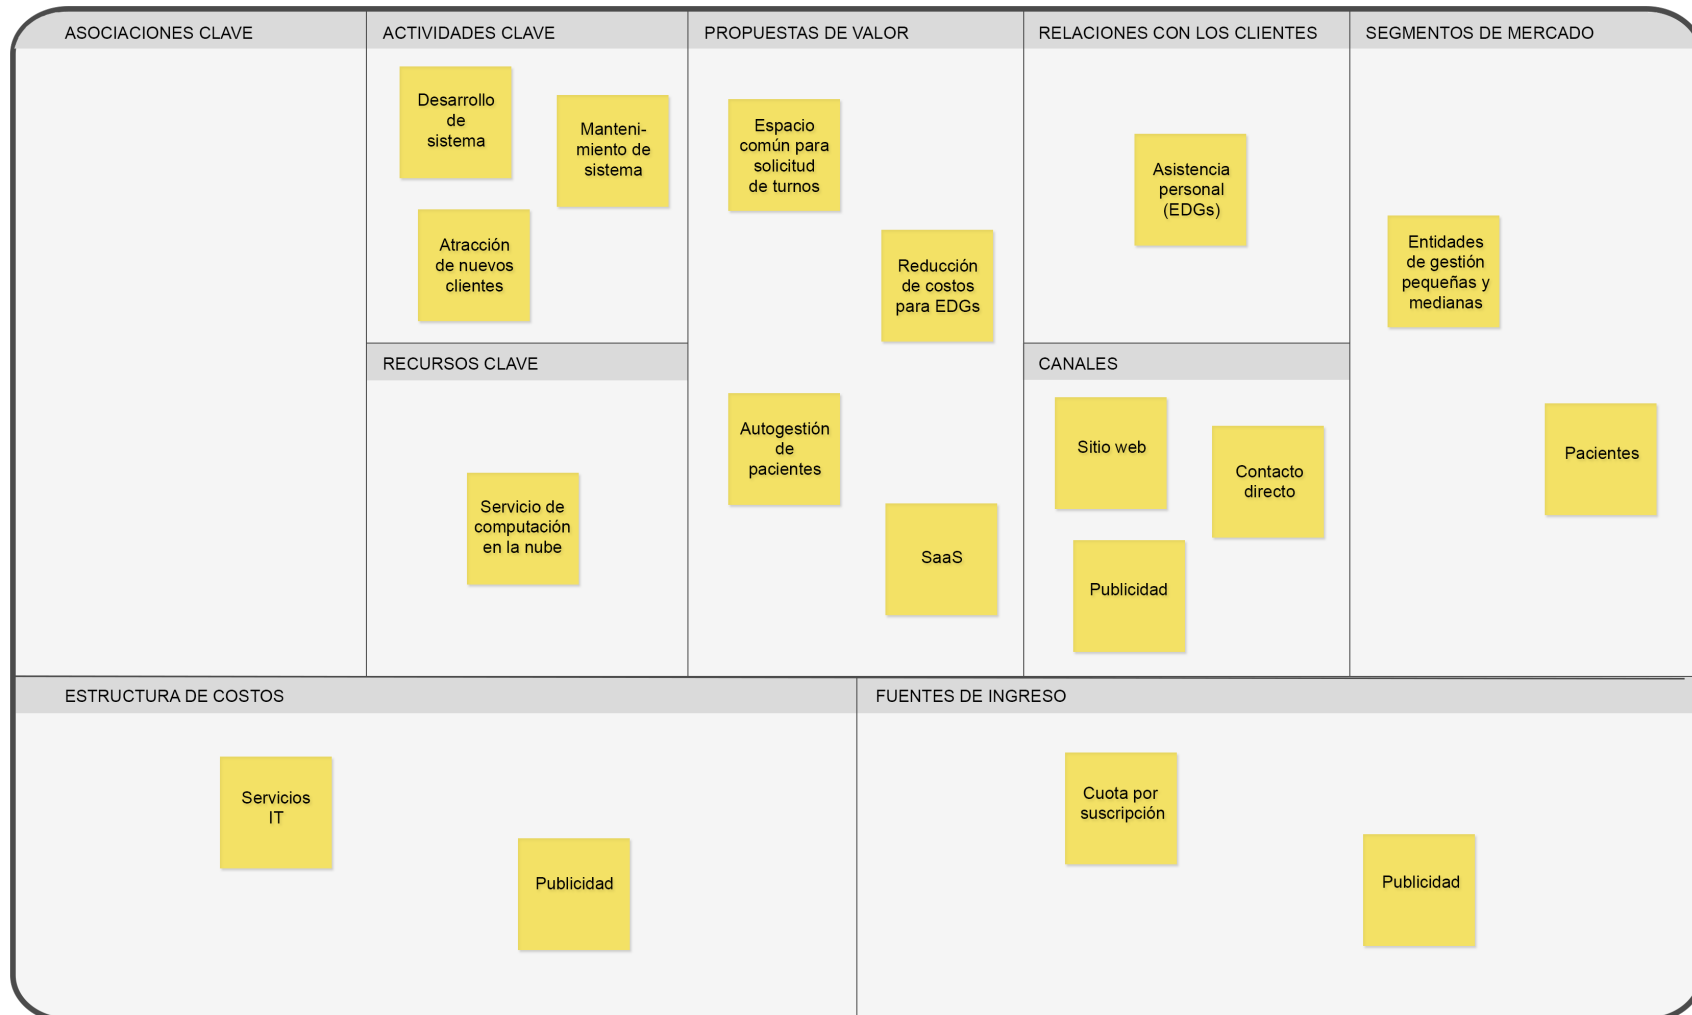 ASOCIACIONES CLAVE
ACTIVIDADES CLAVE
Desarrollo
de
sistema
Manteni-
miento de
sistema
Atracción
de nuevos
clientes
RECURSOS CLAVE
Servicio de
computación
en la nube
PROPUESTAS DE VALOR
Espacio
común para
solicitud
de turnos
Reducción
de costos
para EDGs
Autogestión
de
pacientes
SaaS
RELACIONES CON LOS CLIENTES
Asistencia
personal
(EDGs)
CANALES
Sitio web
Contacto
directo
Publicidad
SEGMENTOS DE MERCADO
Entidades
de gestión
pequeñas y
medianas
Pacientes
ESTRUCTURA DE COSTOS
Servicios
IT
Publicidad
FUENTES DE INGRESO
Cuota por
suscripción
Publicidad